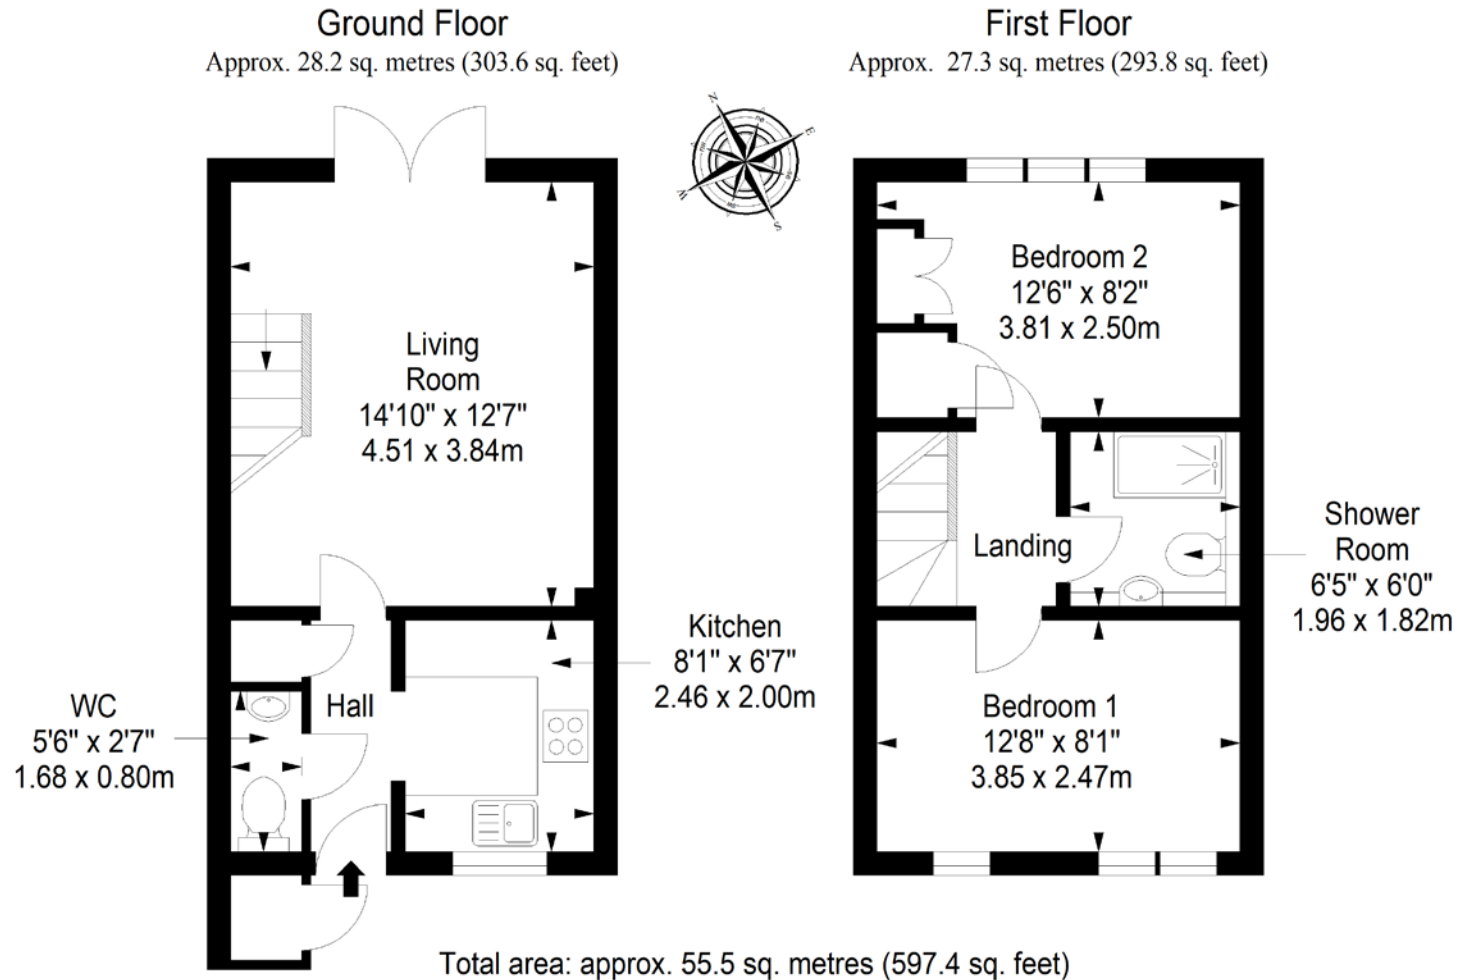 Ground Floor
Approx. 28.2 sq. metres (303.6 sq. feet)
First Floor
Approx. 27.3 sq. metres (293.8 sq. feet)
N
E
S
W
ne
se
sw
nw
Living
Room
14'10" x 12'7"
4.51 x 3.84m
Kitchen
8'1" x 6'7"
2.46 x 2.00m
Hall
WC
5'6" x 2'7"
1.68 x 0.80m
Bedroom 2
12'6" x 8'2"
3.81 x 2.50m
Landing
Shower
Room
6'5" x 6'0"
1.96 x 1.82m
Bedroom 1
12'8" x 8'1"
3.85 x 2.47m
Total area: approx. 55.5 sq. metres (597.4 sq. feet)